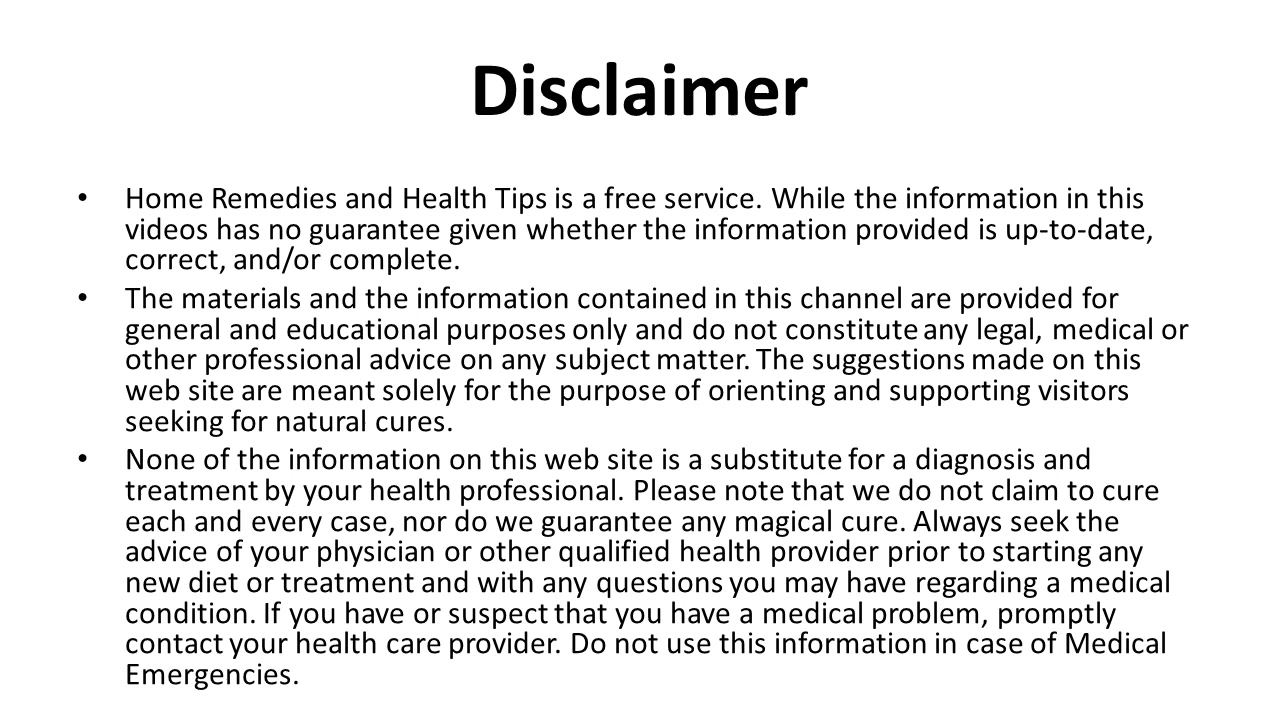 Disclaimer
• Home Remedies and Health Tips is a free service. While the information in this
videos has no guarantee given whether the information provided is up-to-date,
correct, and/or complete.
• The materials and the information contained in this channel are provided for
general and educational purposes only and do not constitute any legal, medical or
other professional advice on any subject matter. The suggestions made on this
web site are meant solely for the purpose of orienting and supporting visitors
seeking for natural cures.
• None of the information on this web site is a substitute for a diagnosis and
treatment by your health professional. Please note that we do not claim to cure
each and every case, nor do we guarantee any magical cure. Always seek the
advice of your physician or other qualified health provider prior to starting any
new diet or treatment and with any questions you may have regarding a medical
condition. If you have or suspect that you have a medical problem, promptly
contact your health care provider. Do not use this information in case of Medical
Emergencies.